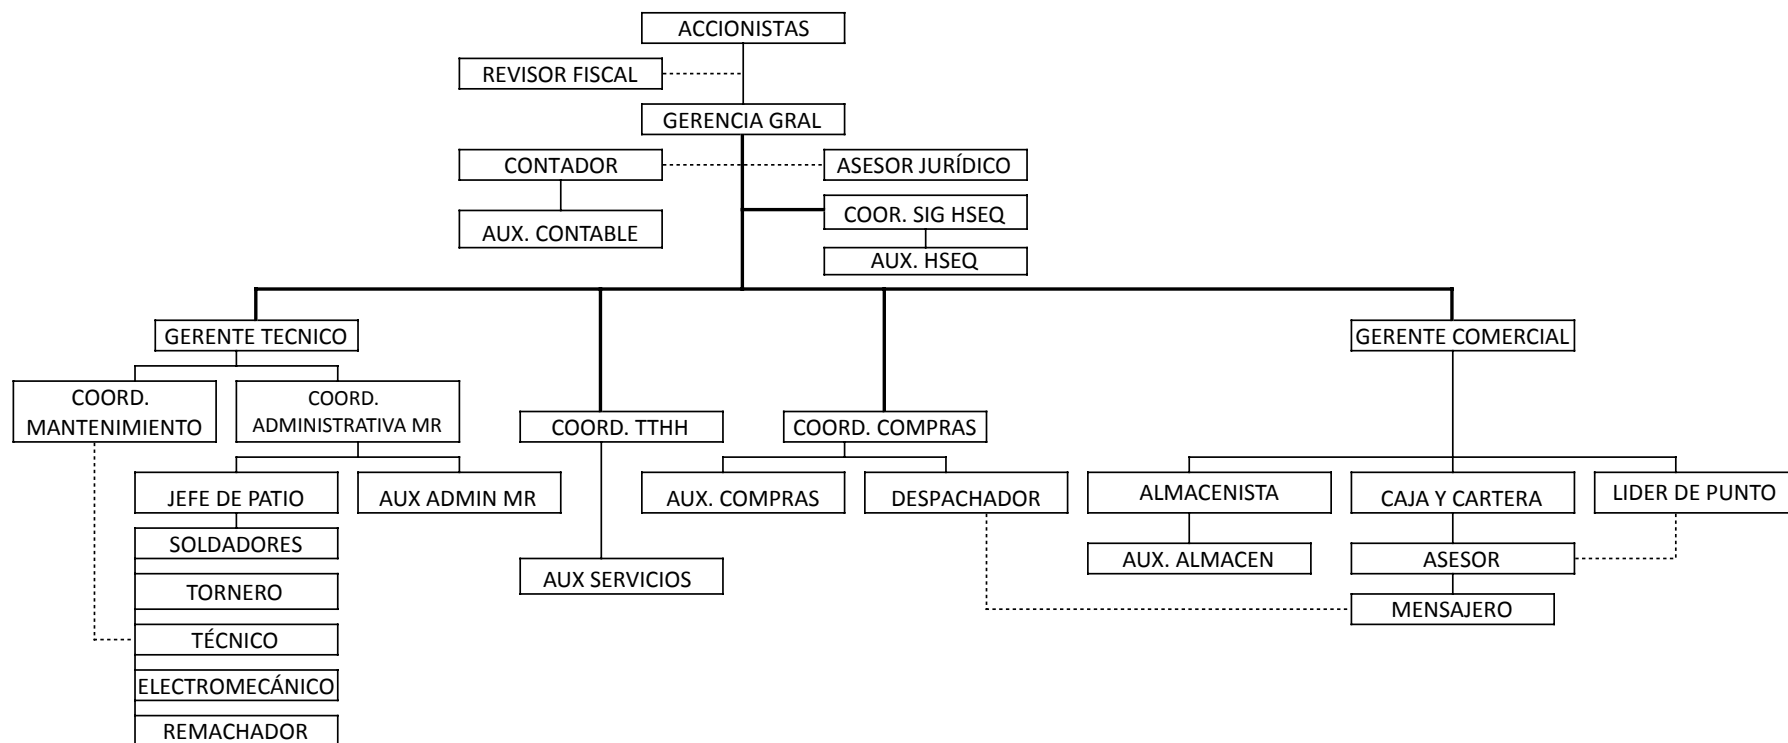 ACCIONISTAS
REVISOR FISCAL
GERENCIA GRAL
CONTADOR
ASESOR JURÍDICO
COOR. SIG HSEQ
AUX. CONTABLE
AUX. HSEQ
GERENTE TECNICO
GERENTE COMERCIAL
COORD.
MANTENIMIENTO
COORD.
ADMINISTRATIVA MR
COORD. TTHH
COORD. COMPRAS
JEFE DE PATIO
AUX ADMIN MR
AUX. COMPRAS
DESPACHADOR
ALMACENISTA
CAJA Y CARTERA
LIDER DE PUNTO
SOLDADORES
AUX SERVICIOS
AUX. ALMACEN
ASESOR
TORNERO
MENSAJERO
TÉCNICO
ELECTROMECÁNICO
REMACHADOR